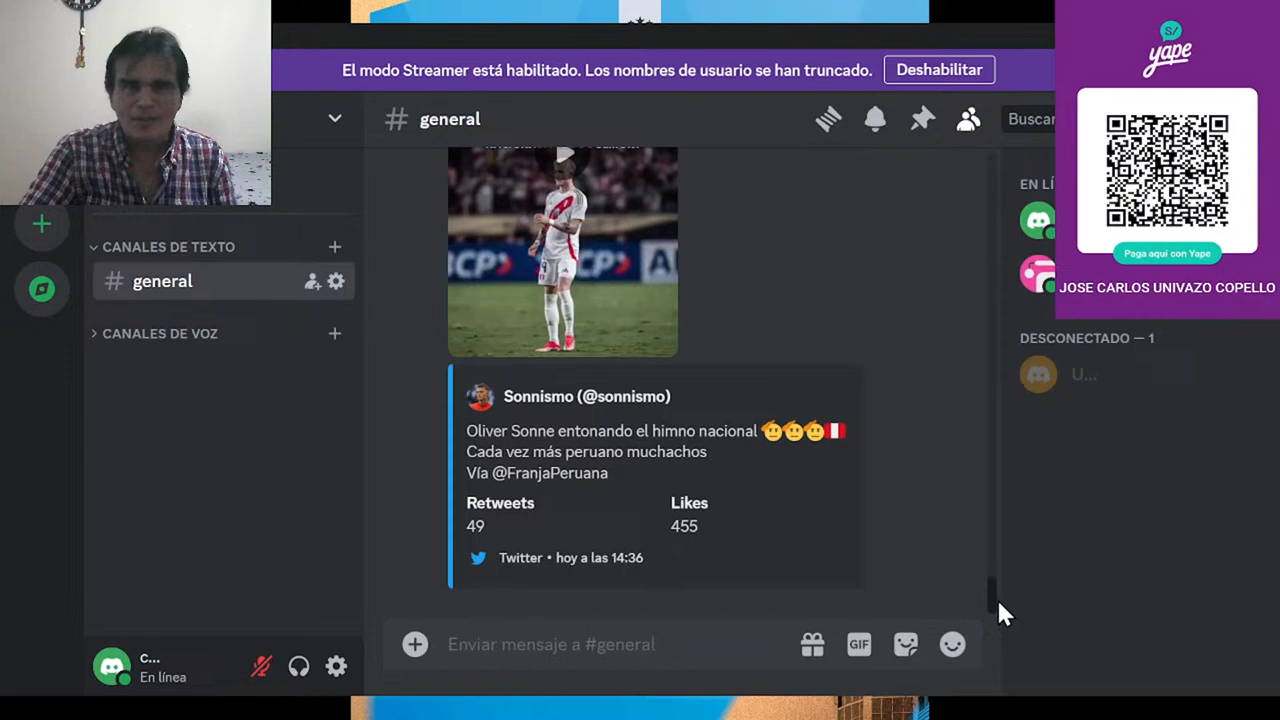 El modo Streamer está habilitado. Los nombres de usuario se han truncado.
Deshabilitar
# general
Buscar
CANALES DE TEXTO
# general
CANALES DE VOZ
BCP
Sonnismo (@sonnismo)
Oliver Sonne entonando el himno nacional
Cada vez más peruano muchachos
Vía @FranjaPeruana
Retweets
Likes
49
455
Twitter • hoy a las 14:36
Enviar mensaje a #general
GIF
C...
En línea
S/
yape
Paga aquí con Yape
JOSE CARLOS UNIVAZO COPELLO
EN LÍ
DESCONECTADO — 1
U...